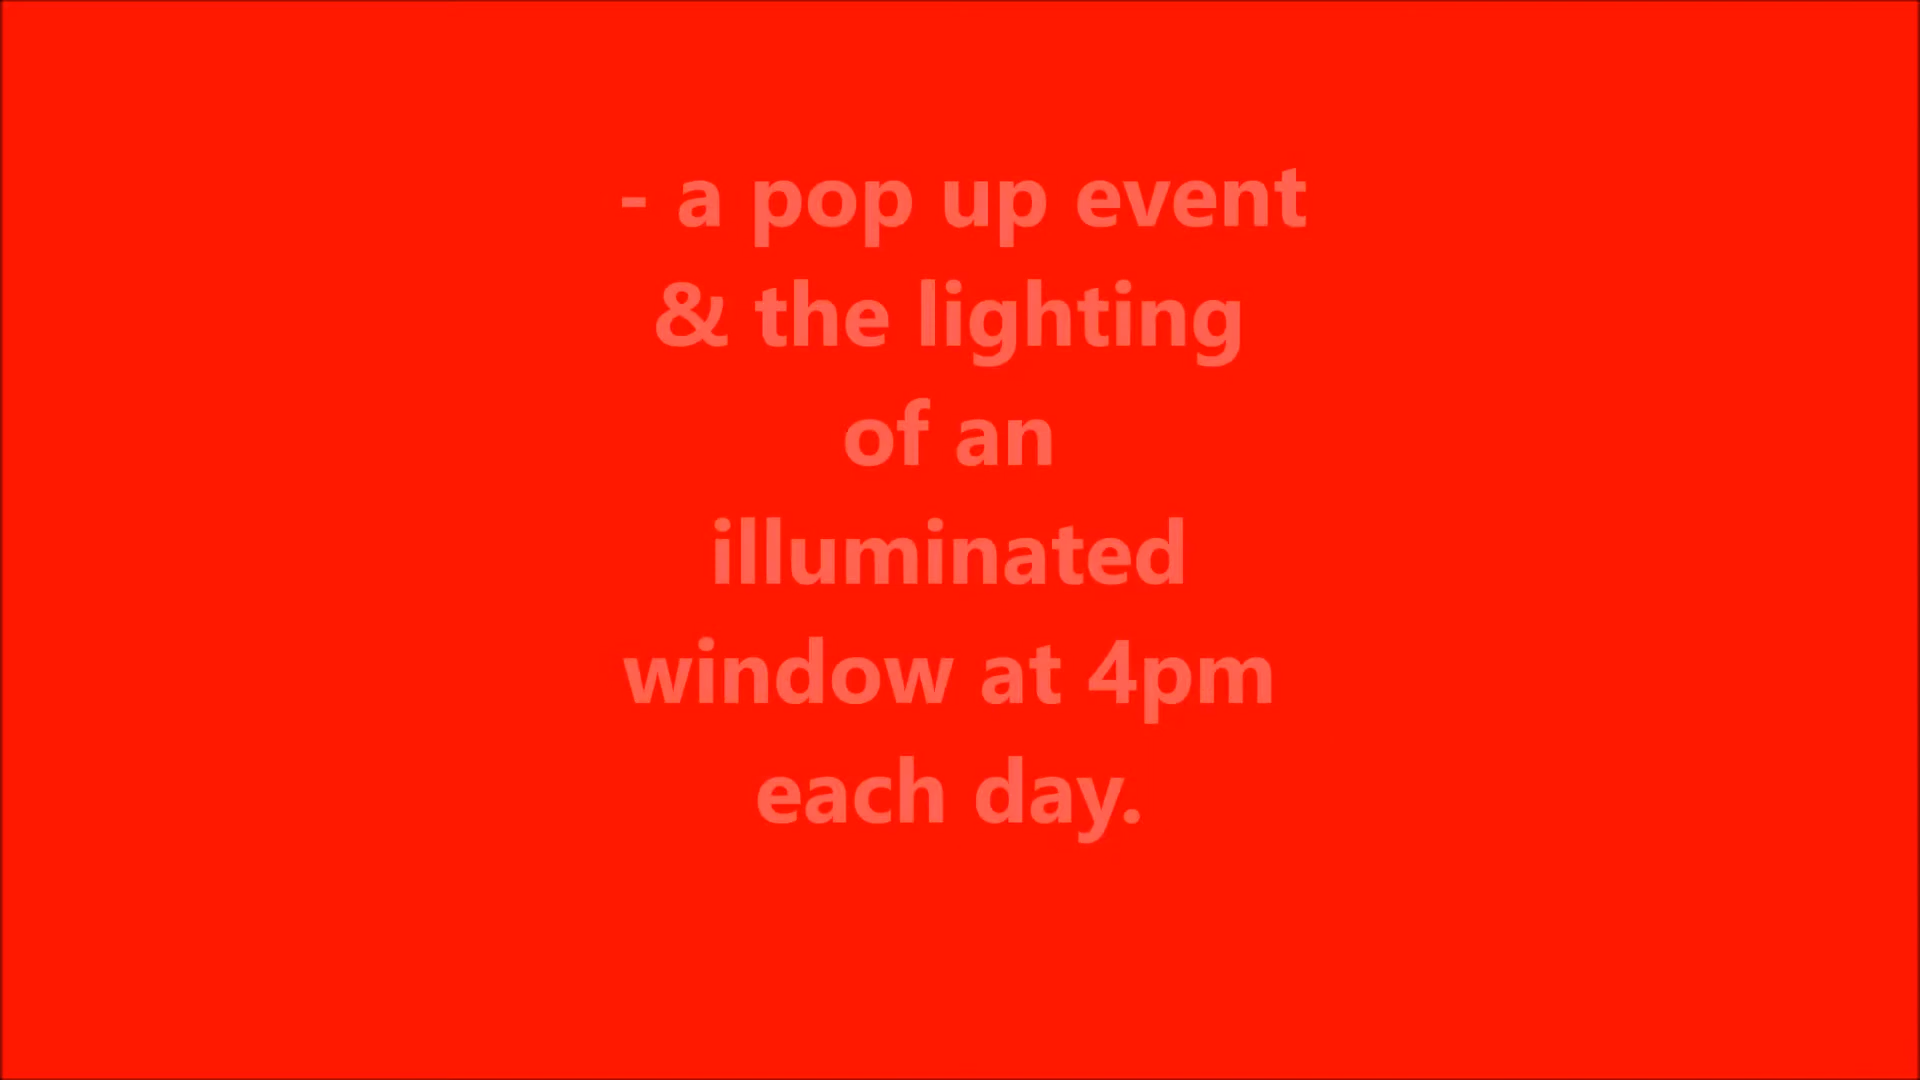 - a pop up event
& the lighting
of an
illuminated
window at 4pm
each day.